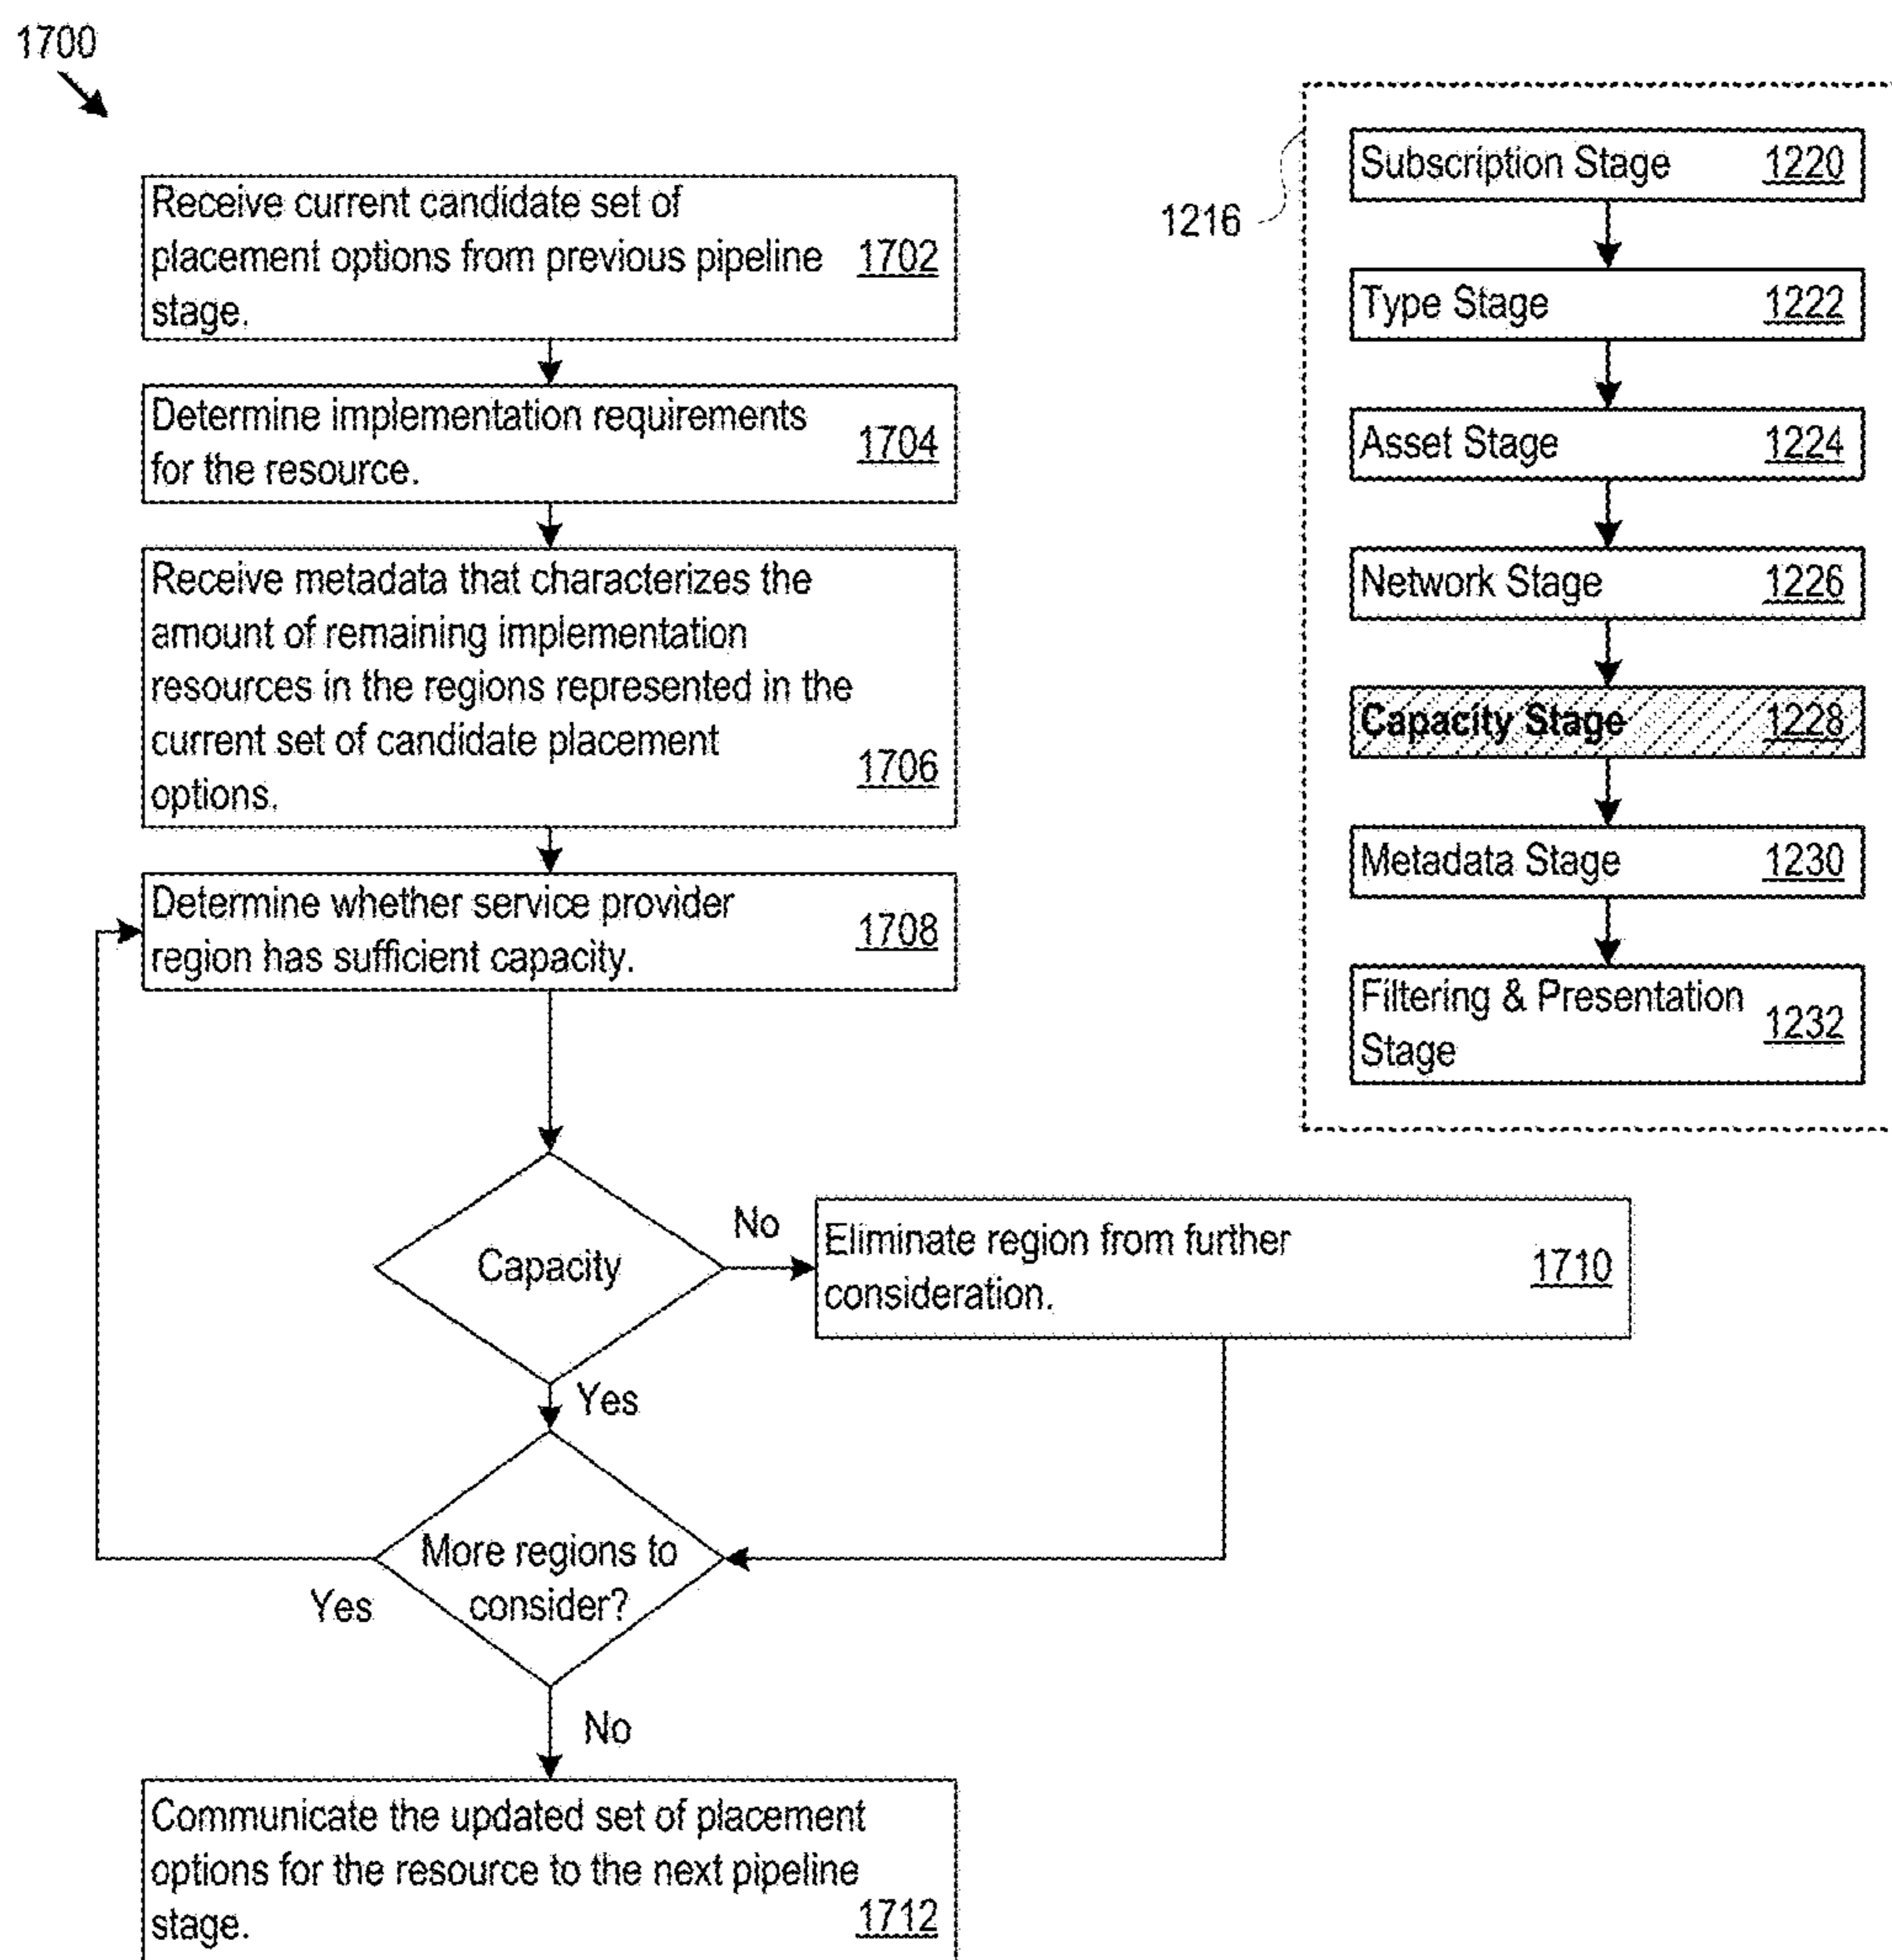 1700
Receive current candidate set of
placement options from previous pipeline 1702
stage.
Determine implementation requirements
for the resource. 1704
Receive metadata that characterizes the
amount of remaining implementation
resources in the regions represented in the
current set of candidate placement
options. 1706
Determine whether service provider
region has sufficient capacity. 1708
Capacity
No
Eliminate region from further
consideration. 1710
Yes
More regions to
consider?
Yes
No
Communicate the updated set of placement
options for the resource to the next pipeline
stage. 1712
1216
Subscription Stage 1220
Type Stage 1222
Asset Stage 1224
Network Stage 1226
Capacity Stage 1228
Metadata Stage 1230
Filtering & Presentation
Stage 1232